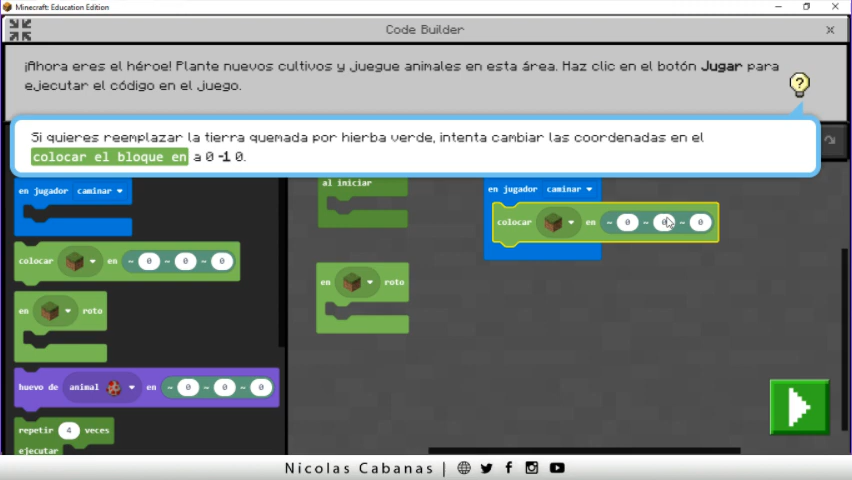 Minecraft: Education Edition
Code Builder
¡Ahora eres el héroe! Plante nuevos cultivos y juegue animales en esta área. Haz clic en el botón Jugar para
ejecutar el código en el juego.
Si quieres reemplazar la tierra quemada por hierba verde, intenta cambiar las coordenadas en el
colocar el bloque en a 0 -1 0.
en jugador caminar
colocar en ~ 0 ~ 0 ~ 0
en roto
huevo de animal en ~ 0 ~ 0 ~ 0
repetir 4 veces
ejecutar
al iniciar
en roto
en jugador caminar
colocar en ~ 0 ~ 0 ~ 0
Nicolas Cabanas |